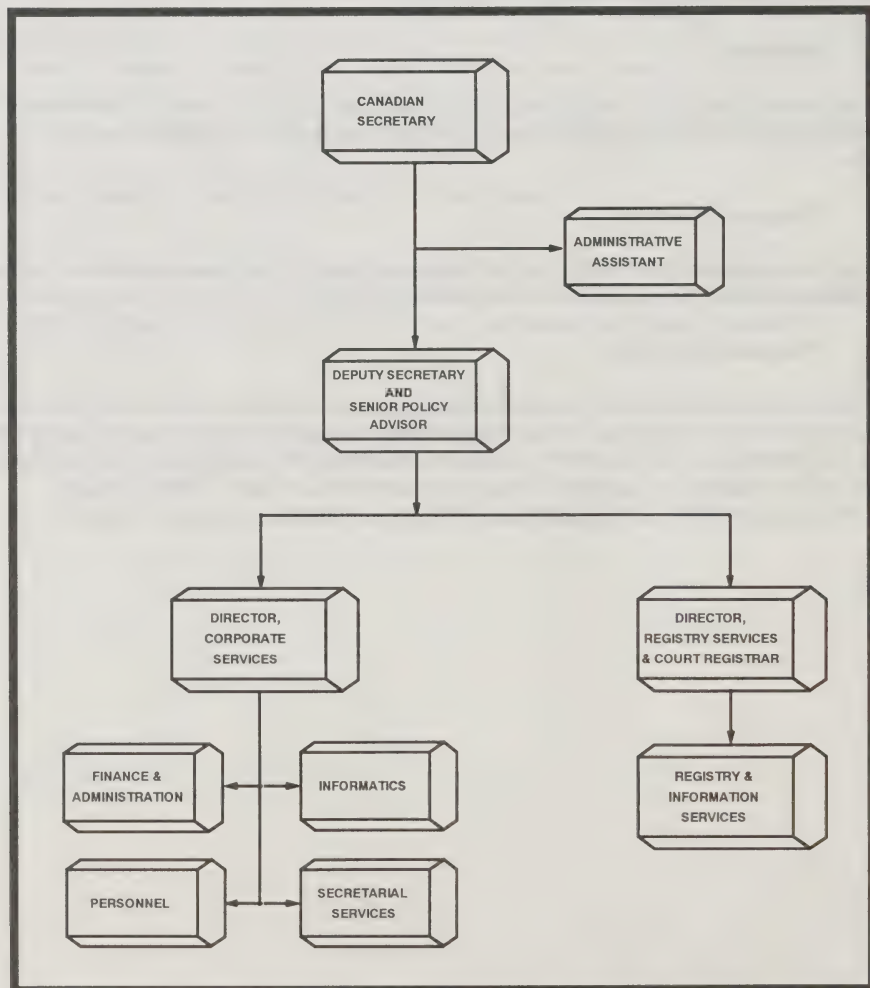 CANADIAN
SECRETARY
ADMINISTRATIVE
ASSISTANT
DEPUTY SECRETARY
AND
SENIOR POLICY
ADVISOR
DIRECTOR,
CORPORATE
SERVICES
DIRECTOR,
REGISTRY SERVICES
& COURT REGISTRAR
FINANCE &
ADMINISTRATION
INFORMATICS
REGISTRY &
INFORMATION
SERVICES
PERSONNEL
SECRETARIAL
SERVICES